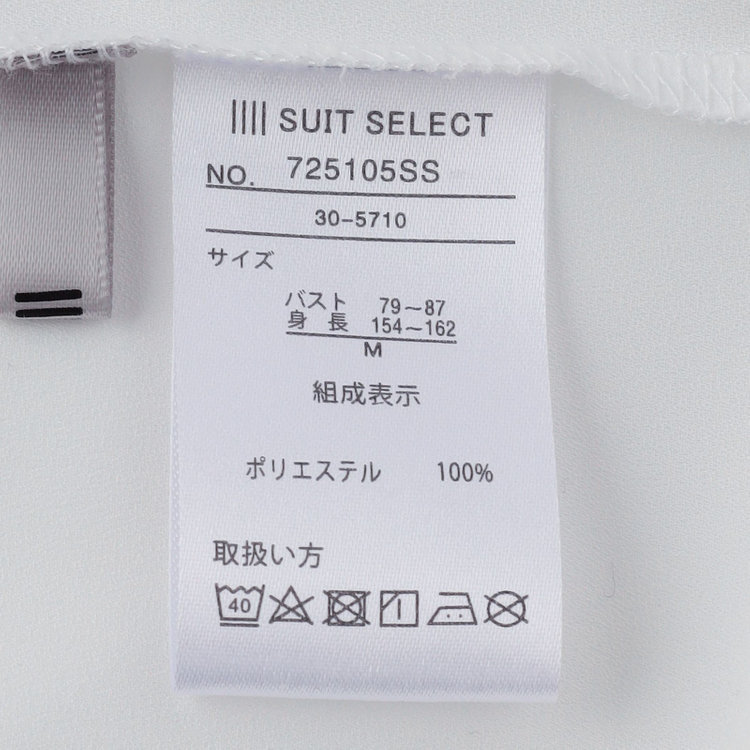 SUIT SELECT
NO. 725105SS
30-5710
サイズ
バスト 79～87
身長 154～162
M
組成表示
ポリエステル 100%
取扱い方
40